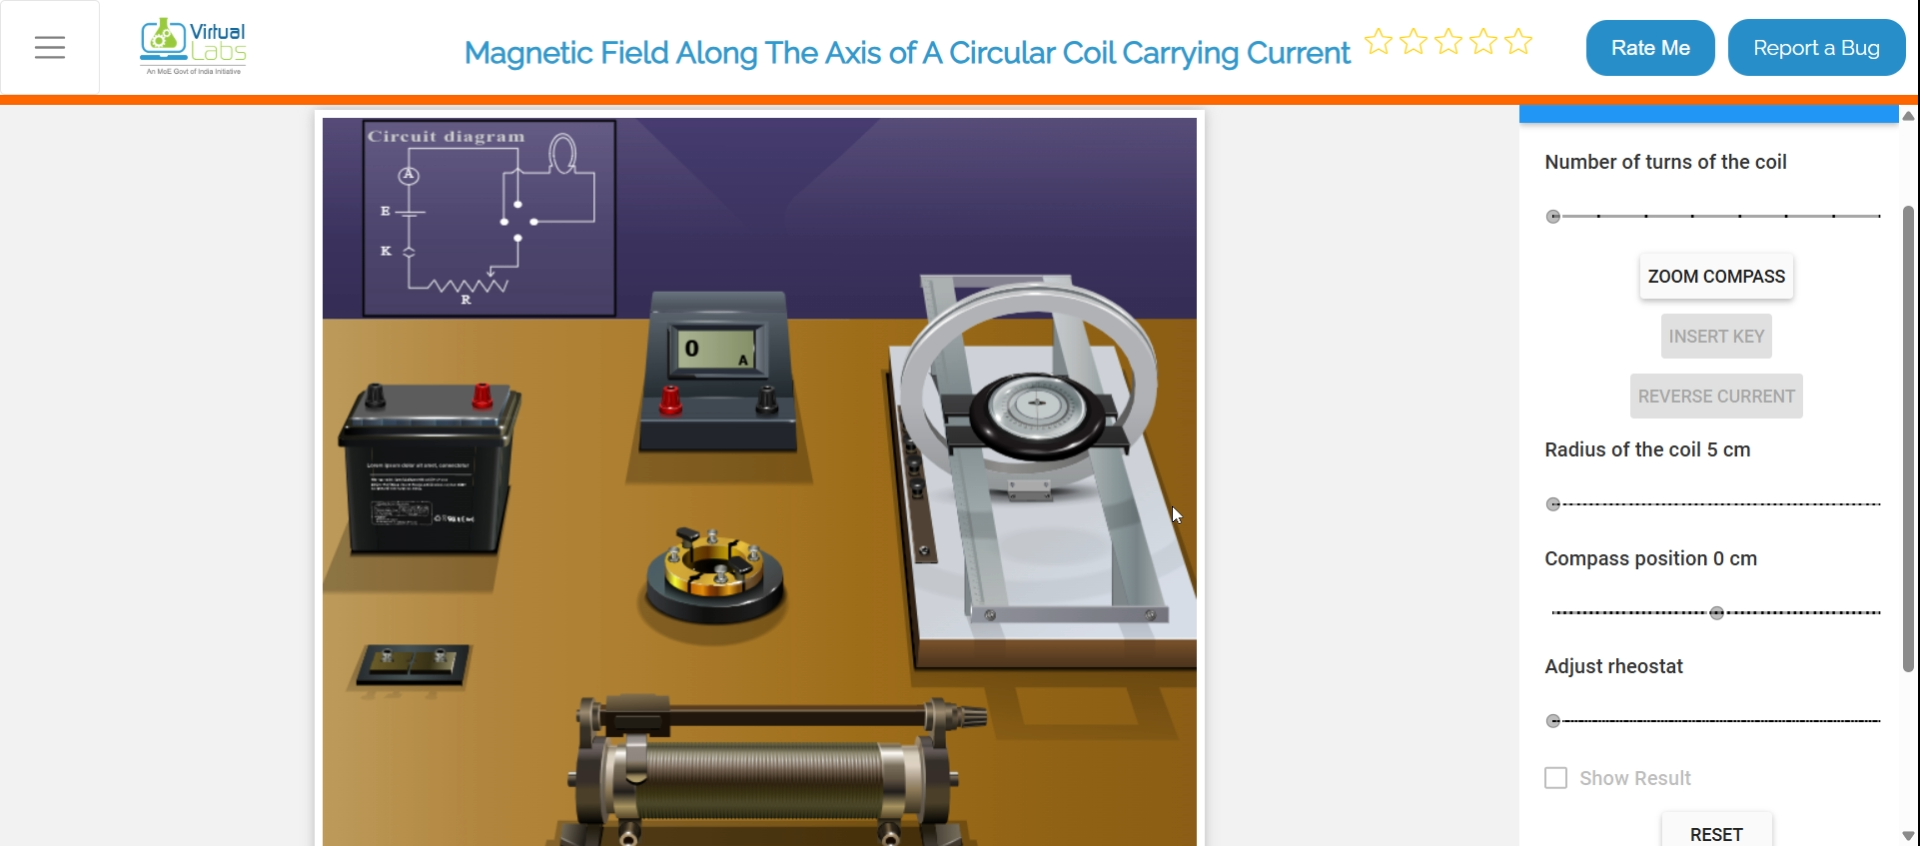 Virtual
Labs
An MoE Govt of India Initiative
Magnetic Field Along The Axis of A Circular Coil Carrying Current
Rate Me
Report a Bug
Circuit diagram
A
E
K
R
0
A
Number of turns of the coil
ZOOM COMPASS
INSERT KEY
REVERSE CURRENT
Radius of the coil 5 cm
Compass position 0 cm
Adjust rheostat
Show Result
RESET